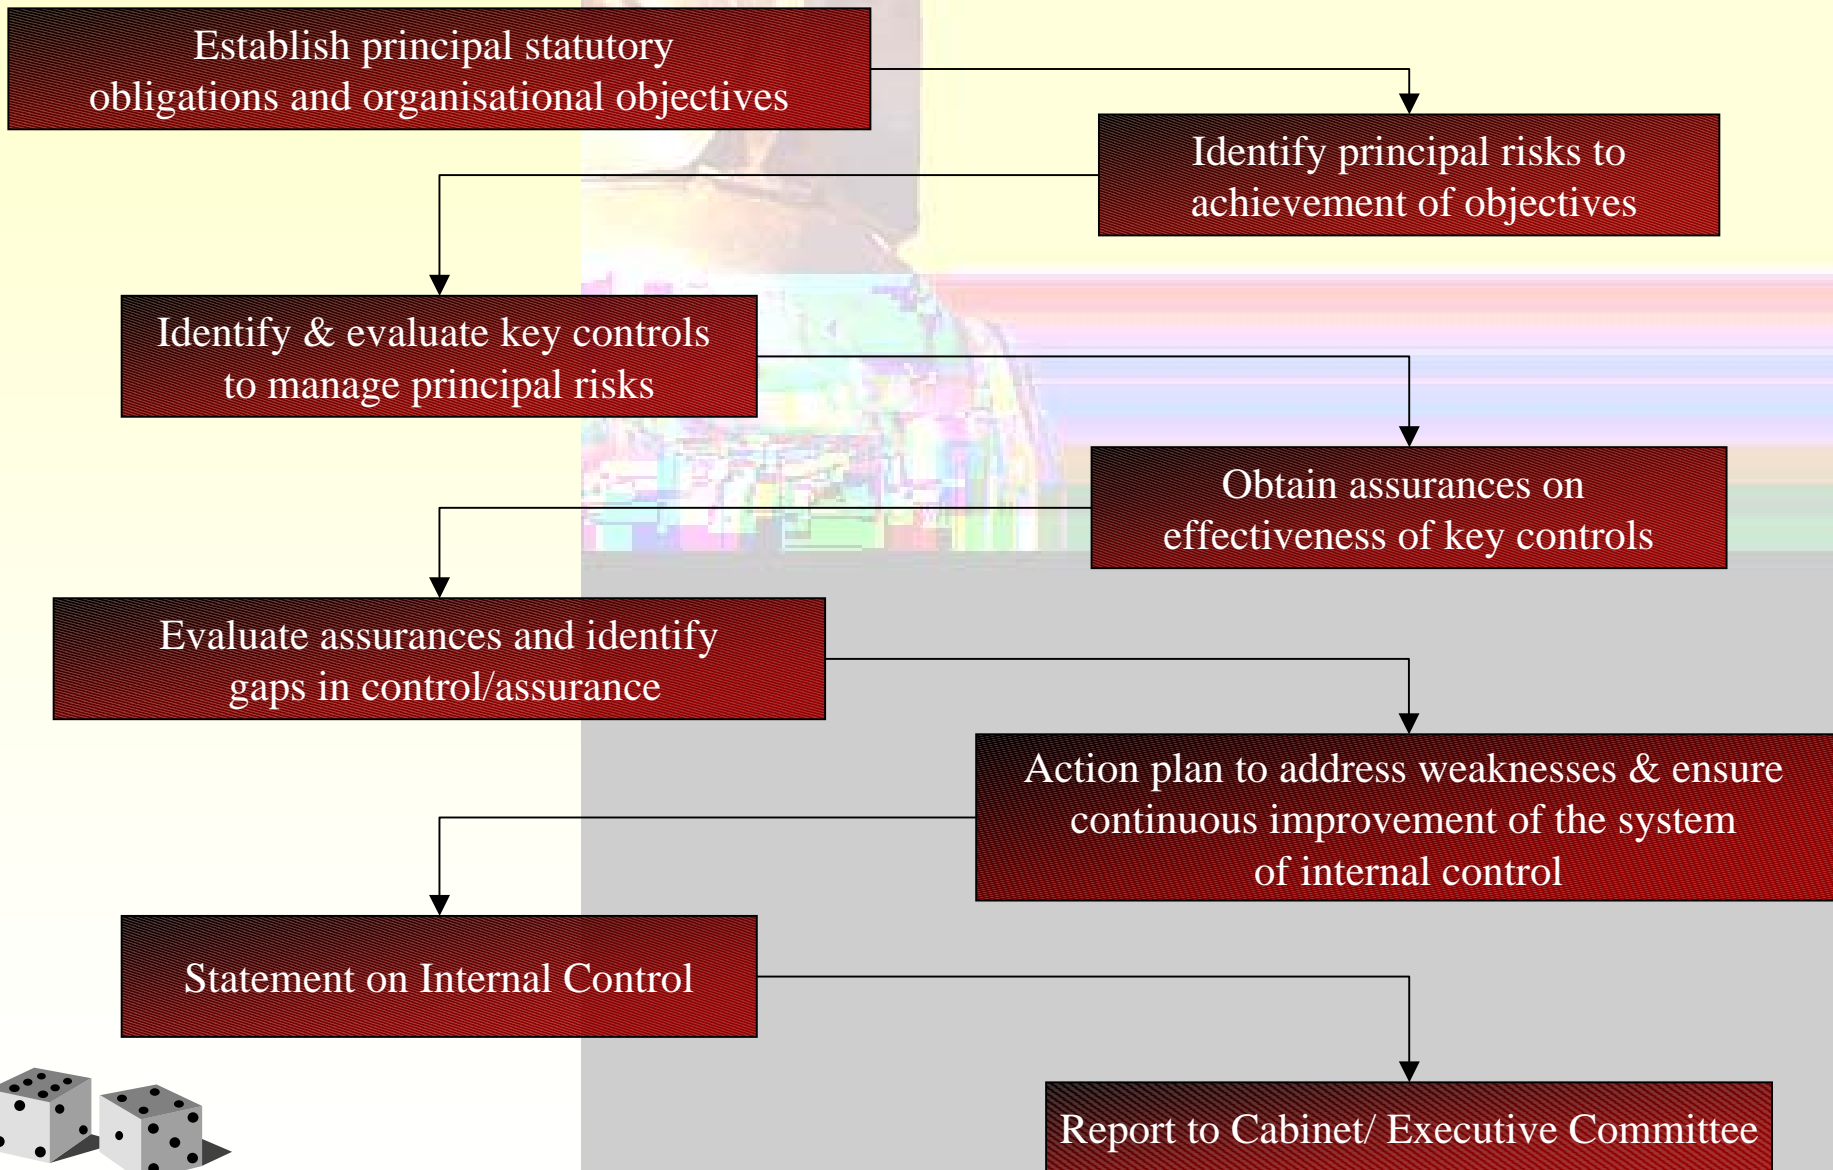 Establish principal statutory
obligations and organisational objectives
Identify principal risks to
achievement of objectives
Identify & evaluate key controls
to manage principal risks
Obtain assurances on
effectiveness of key controls
Evaluate assurances and identify
gaps in control/assurance
Action plan to address weaknesses & ensure
continuous improvement of the system
of internal control
Statement on Internal Control
Report to Cabinet/ Executive Committee